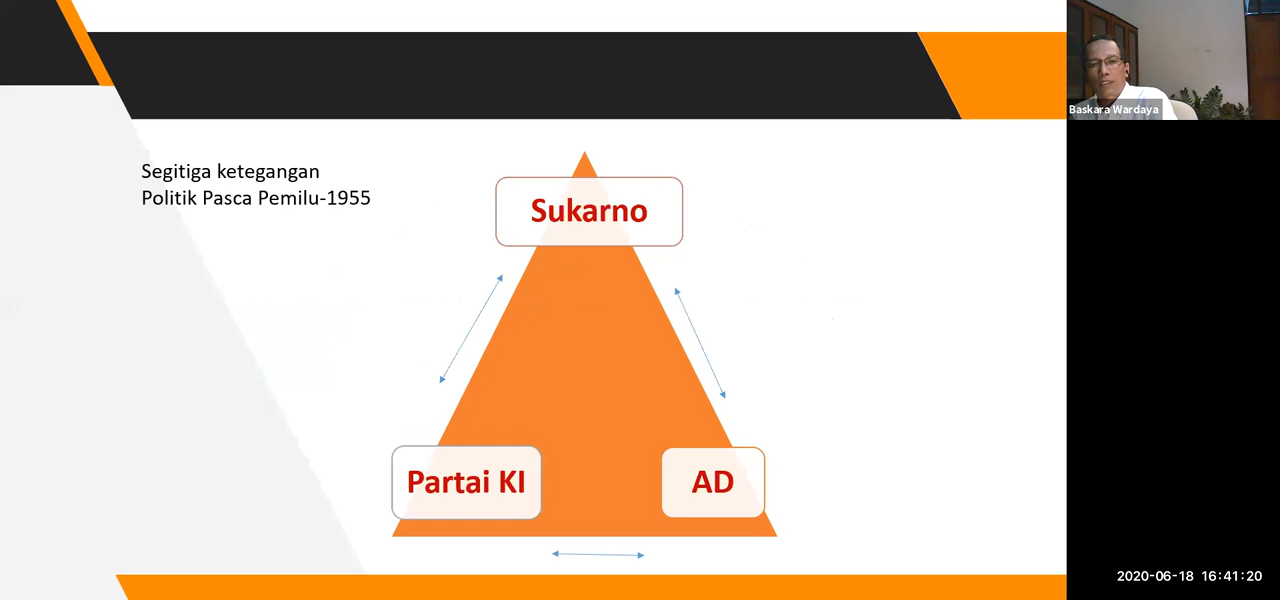 Segitiga ketegangan
Politik Pasca Pemilu-1955
Sukarno
Partai KI
AD
Baskara Wardaya
2020-06-18 16:41:20